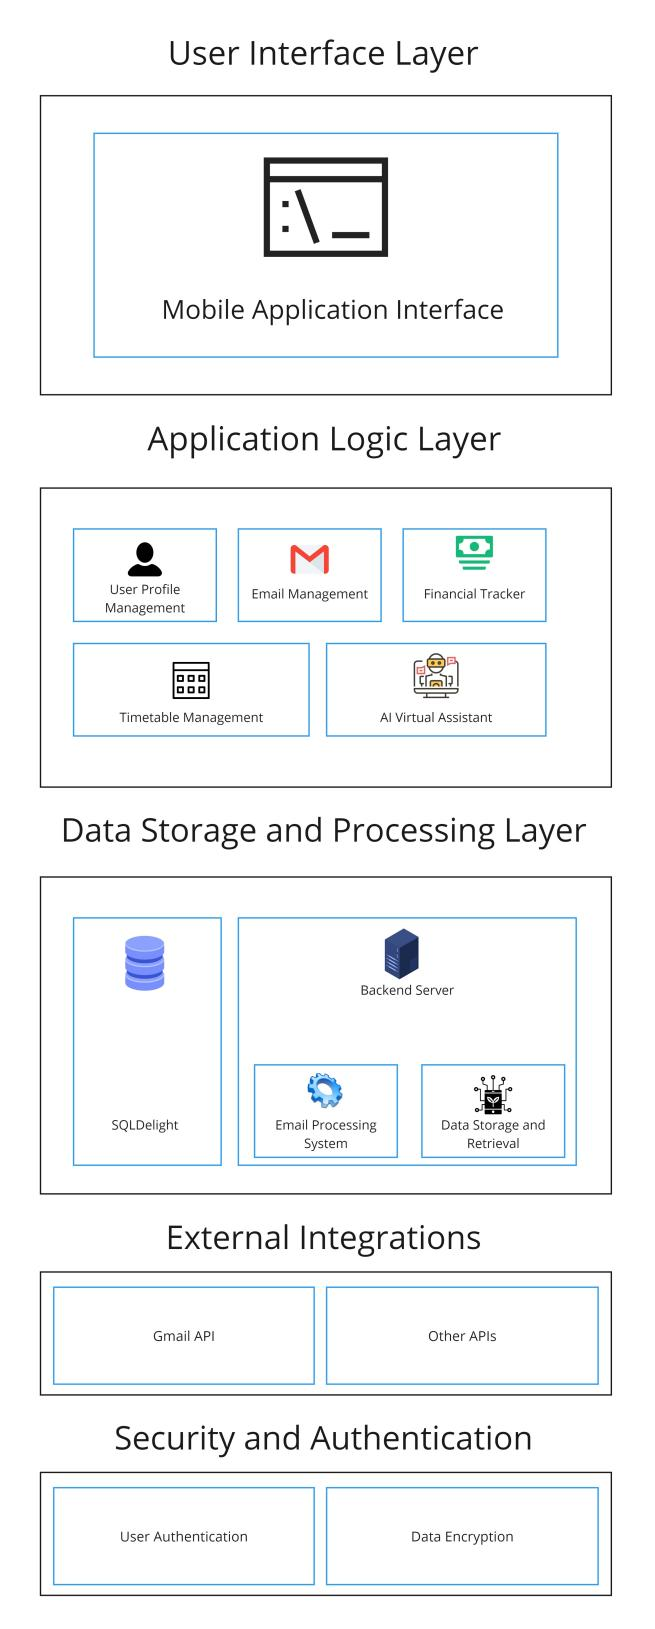 User Interface Layer
Mobile Application Interface
Application Logic Layer
User Profile
Management
Email Management
Financial Tracker
Timetable Management
AI Virtual Assistant
Data Storage and Processing Layer
SQLDelight
Backend Server
Email Processing
System
Data Storage and
Retrieval
External Integrations
Gmail API
Other APIs
Security and Authentication
User Authentication
Data Encryption